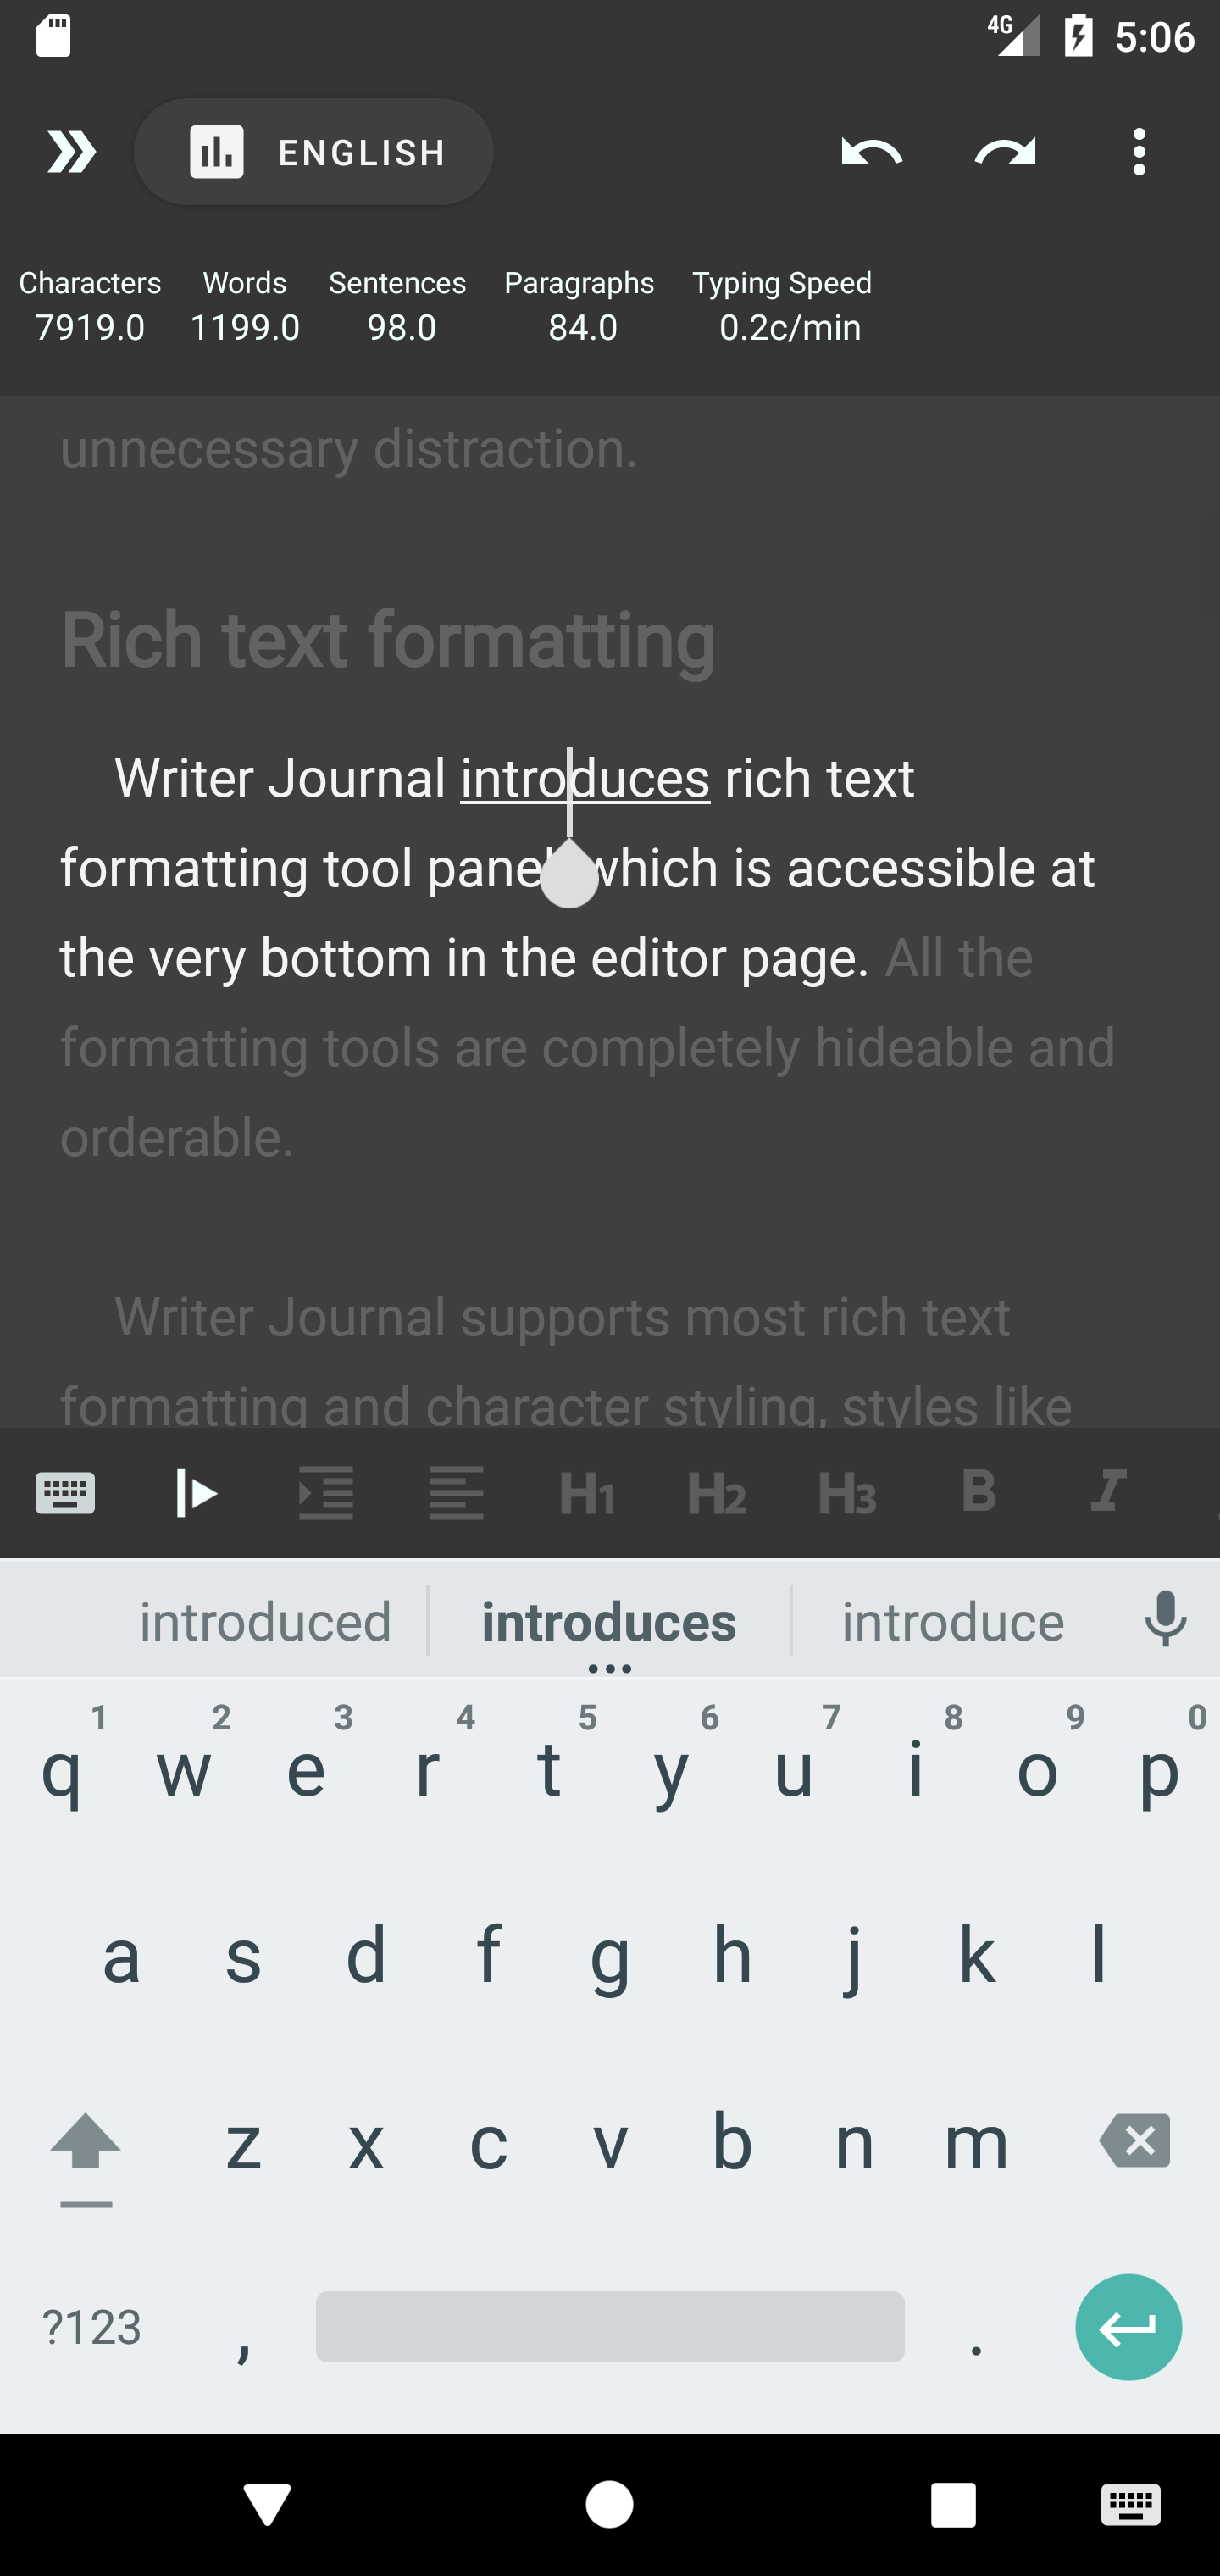 4G 5:06
ENGLISH
Characters Words Sentences Paragraphs Typing Speed
7919.0 1199.0 98.0 84.0 0.2c/min
unnecessary distraction.
Rich text formatting
Writer Journal introduces rich text
formatting tool panel which is accessible at
the very bottom in the editor page. All the
formatting tools are completely hideable and
orderable.
Writer Journal supports most rich text
formatting and character styling, styles like
H1 H2 H3 B I
introduced introduces introduce
1 2 3 4 5 6 7 8 9 0
q w e r t y u i o p
a s d f g h j k l
z x c v b n m
?123 , .